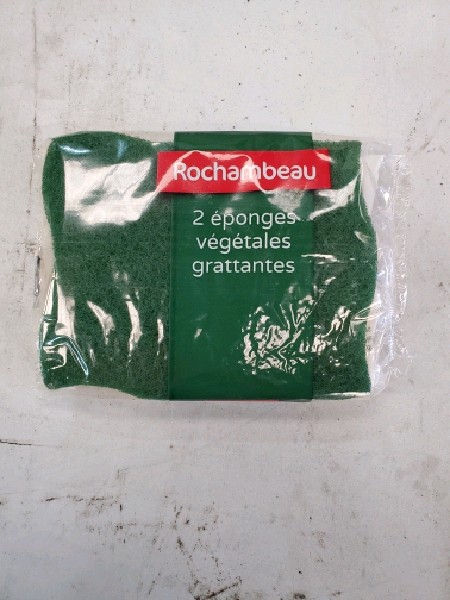 Rochambeau
2 éponges
végétales
grattantes